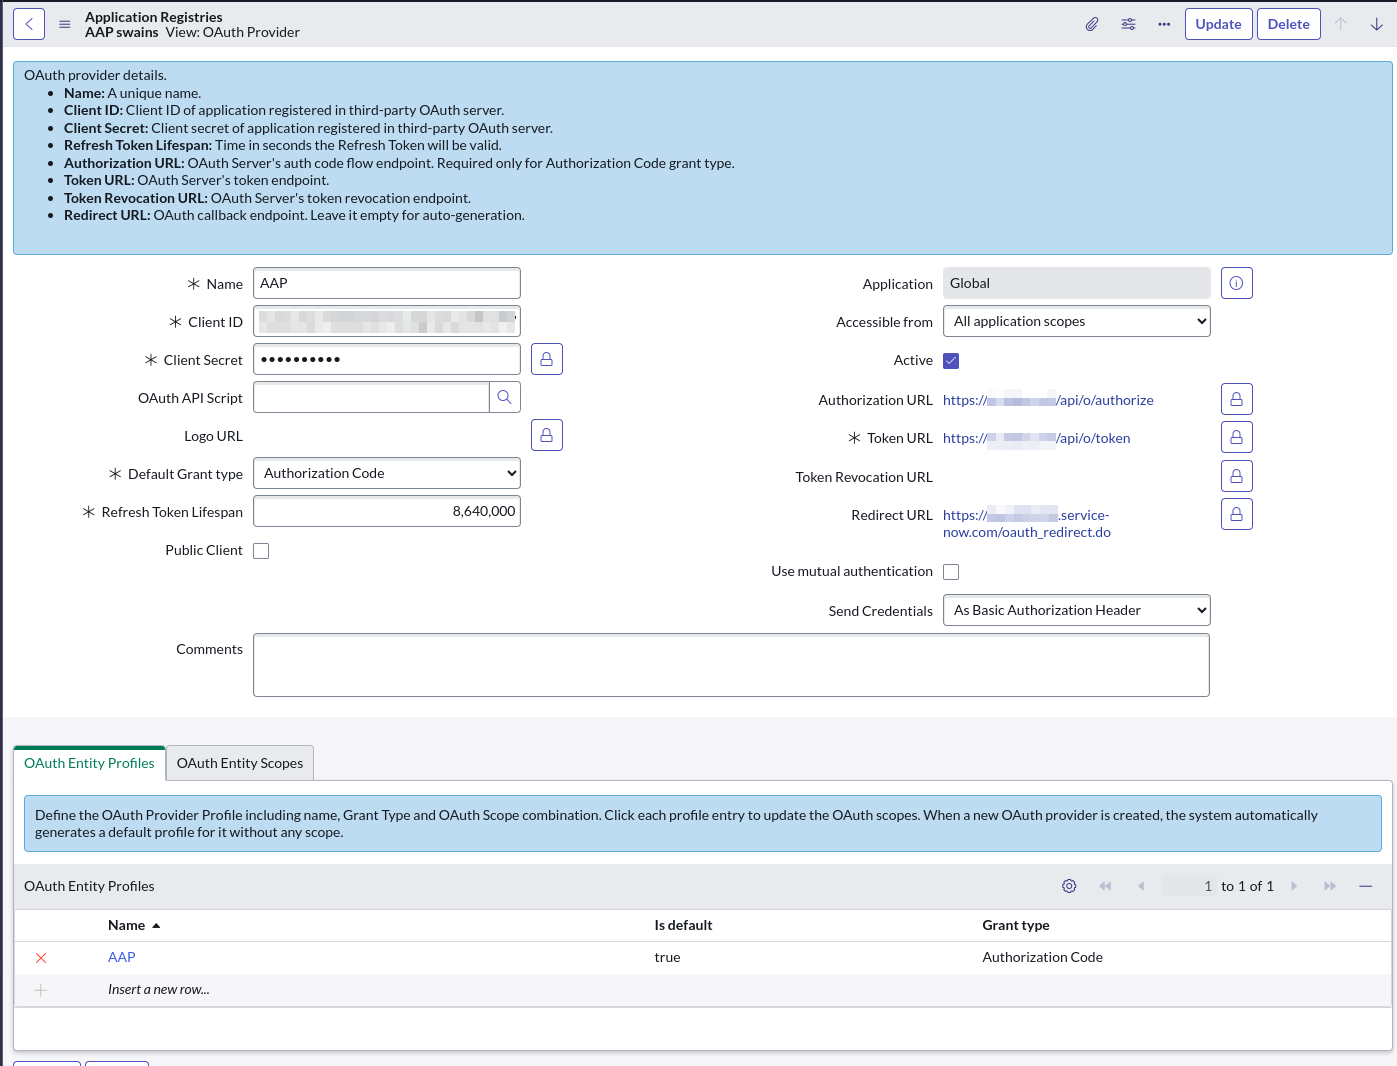 Application Registries
AAP swains View: OAuth Provider
Update
Delete
OAuth provider details.
Name: A unique name.
Client ID: Client ID of application registered in third-party OAuth server.
Client Secret: Client secret of application registered in third-party OAuth server.
Refresh Token Lifespan: Time in seconds the Refresh Token will be valid.
Authorization URL: OAuth Server's auth code flow endpoint. Required only for Authorization Code grant type.
Token URL: OAuth Server's token endpoint.
Token Revocation URL: OAuth Server's token revocation endpoint.
Redirect URL: OAuth callback endpoint. Leave it empty for auto-generation.
Name AAP
Client ID
Client Secret ••••••••••
OAuth API Script
Logo URL
Default Grant type Authorization Code
Refresh Token Lifespan 8,640,000
Public Client
Application Global
Accessible from All application scopes
Active
Authorization URL https:// /api/o/authorize
Token URL https:// /api/o/token
Token Revocation URL
Redirect URL https:// .service-
now.com/oauth_redirect.do
Use mutual authentication
Send Credentials As Basic Authorization Header
Comments
OAuth Entity Profiles
OAuth Entity Scopes
Define the OAuth Provider Profile including name, Grant Type and OAuth Scope combination. Click each profile entry to update the OAuth scopes. When a new OAuth provider is created, the system automatically
generates a default profile for it without any scope.
OAuth Entity Profiles
1 to 1 of 1
Name Is default Grant type
AAP true Authorization Code
Insert a new row...